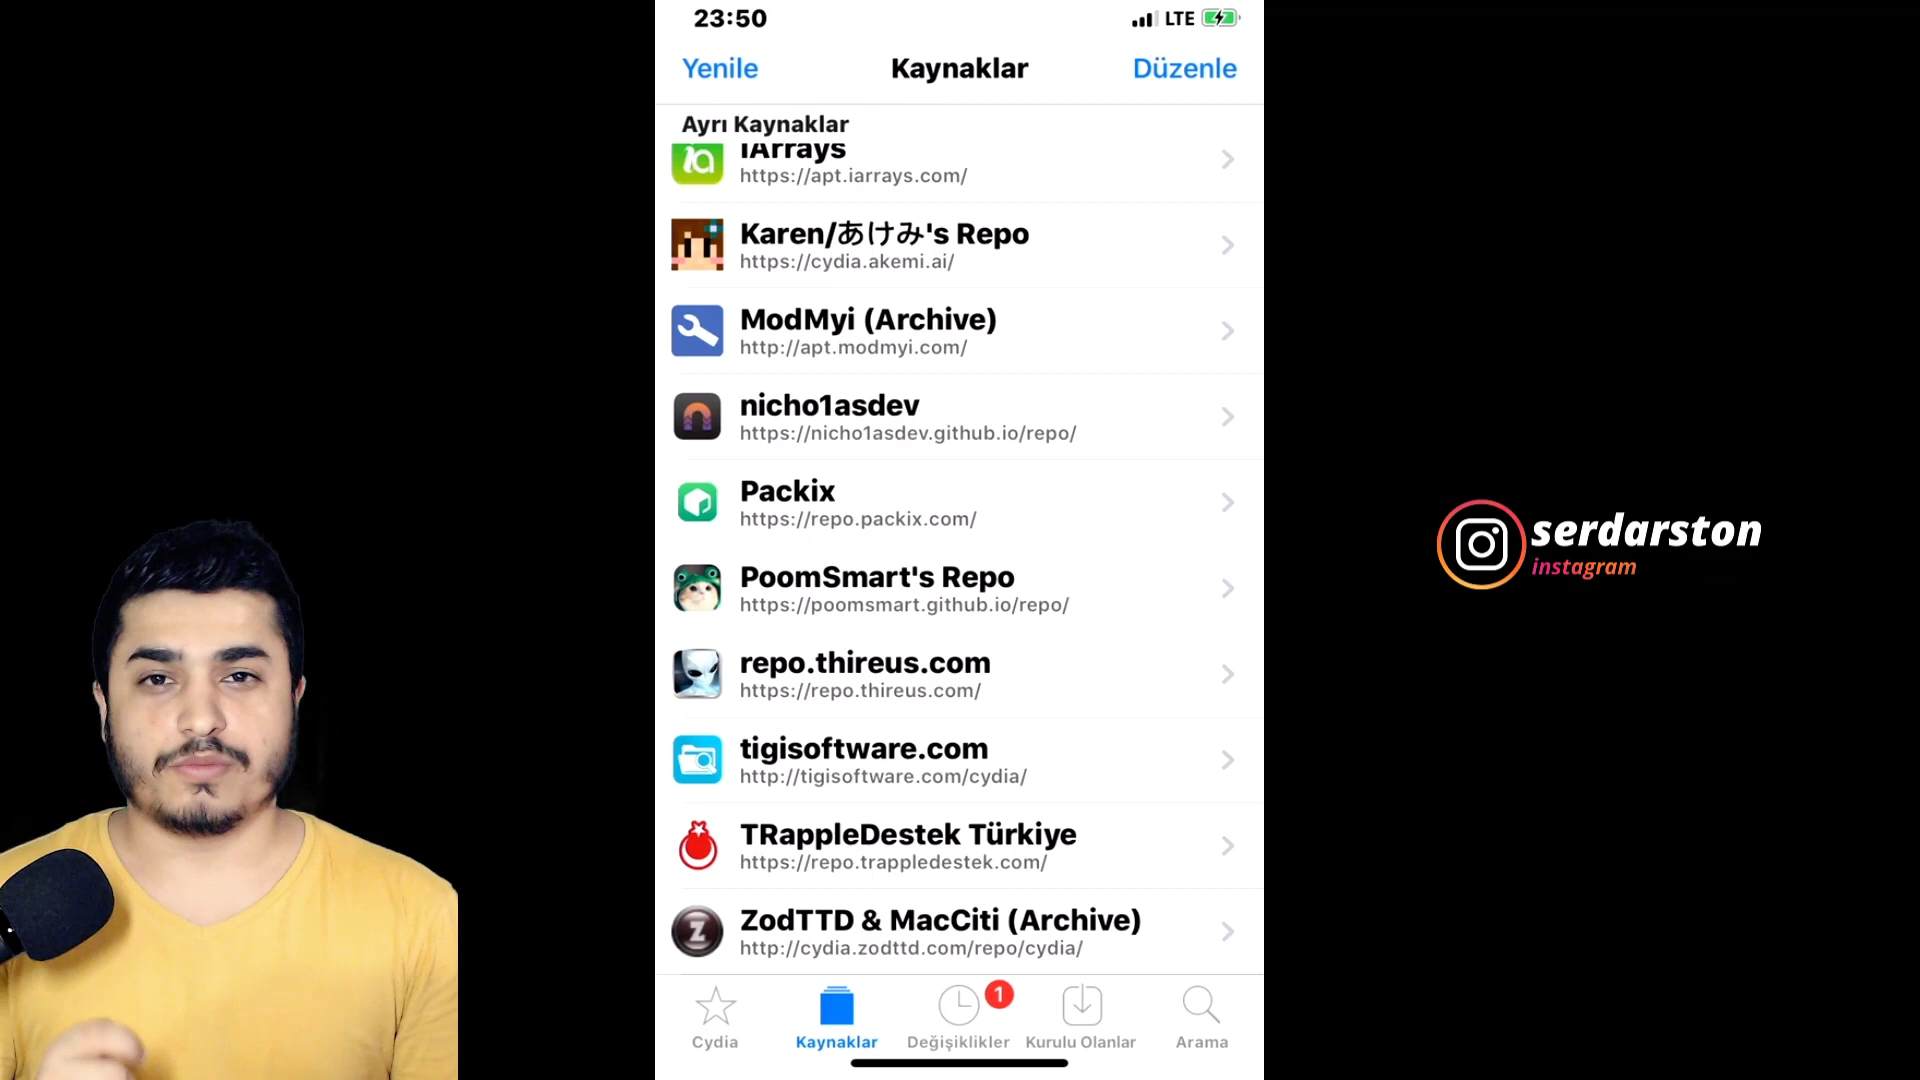 23:50
LTE
Yenile
Kaynaklar
Düzenle
Ayrı Kaynaklar
iArrays
https://apt.iarrays.com/
Karen/あけみ's Repo
https://cydia.akemi.ai/
ModMyi (Archive)
http://apt.modmyi.com/
nicho1asdev
https://nicho1asdev.github.io/repo/
Packix
https://repo.packix.com/
PoomSmart's Repo
https://poomsmart.github.io/repo/
repo.thireus.com
https://repo.thireus.com/
tigisoftware.com
http://tigisoftware.com/cydia/
TRappleDestek Türkiye
https://repo.trappledestek.com/
Z
ZodTTD & MacCiti (Archive)
http://cydia.zodttd.com/repo/cydia/
1
Cydia
Kaynaklar
Değişiklikler
Kurulu Olanlar
Arama
serdarston
instagram